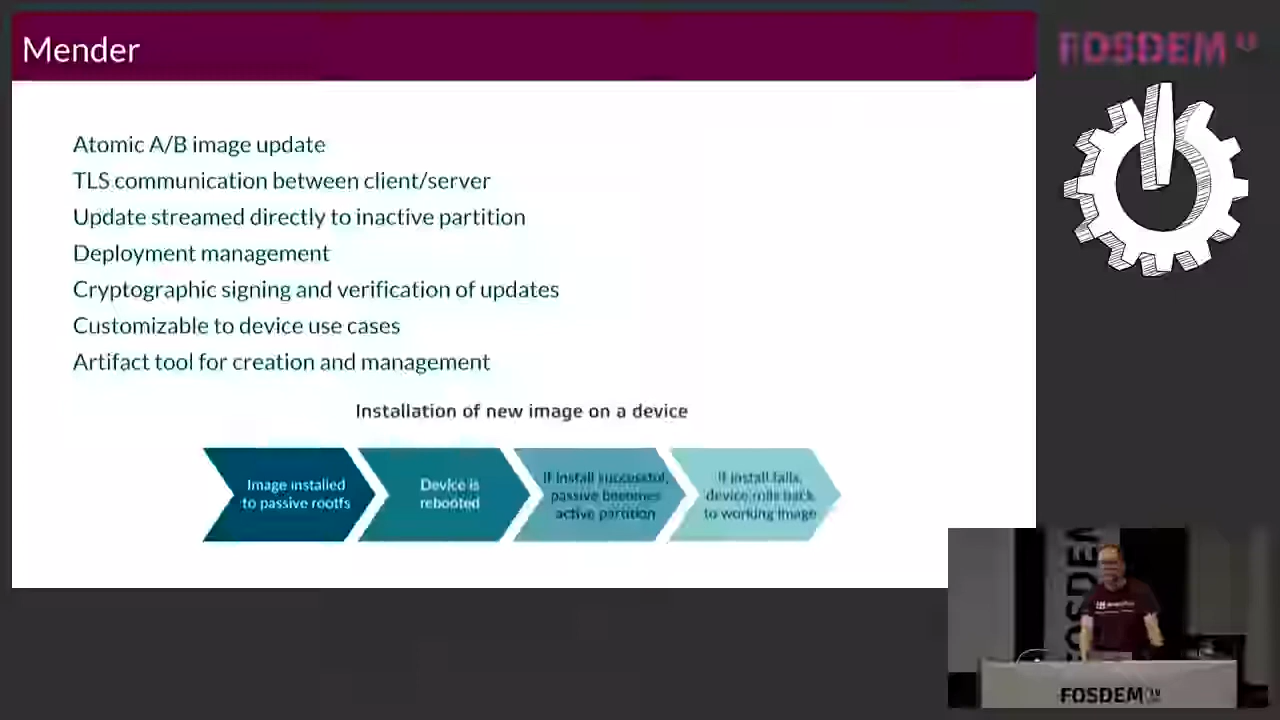 Mender
Atomic A/B image update
TLS communication between client/server
Update streamed directly to inactive partition
Deployment management
Cryptographic signing and verification of updates
Customizable to device use cases
Artifact tool for creation and management
Installation of new image on a device
Image installed
to passive rootfs
Device is
rebooted
If install successful,
passive becomes
active partition
If install fails,
device rolls back
to working image
FOSDEM
FOSDEM
FOSDEM